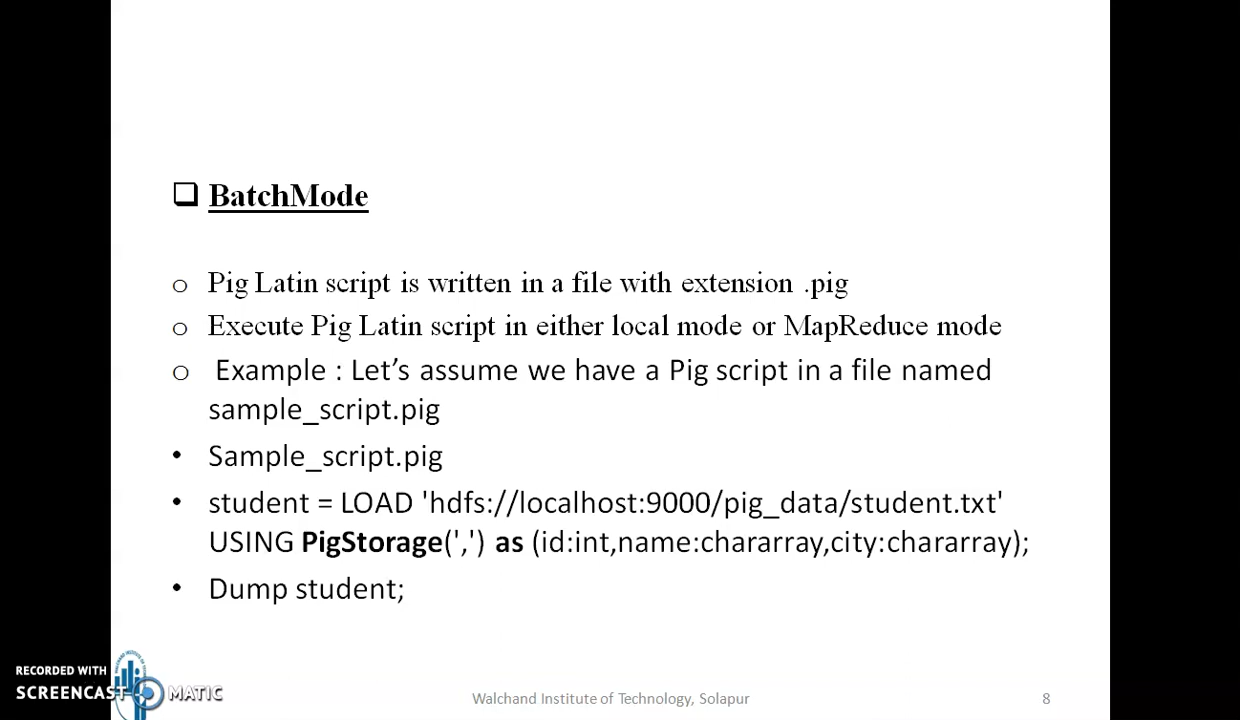 BatchMode
Pig Latin script is written in a file with extension .pig
Execute Pig Latin script in either local mode or MapReduce mode
Example : Let’s assume we have a Pig script in a file named
sample_script.pig
Sample_script.pig
student = LOAD 'hdfs://localhost:9000/pig_data/student.txt'
USING PigStorage(',') as (id:int,name:chararray,city:chararray);
Dump student;
RECORDED WITH
SCREENCAST MATIC
Walchand Institute of Technology, Solapur
8